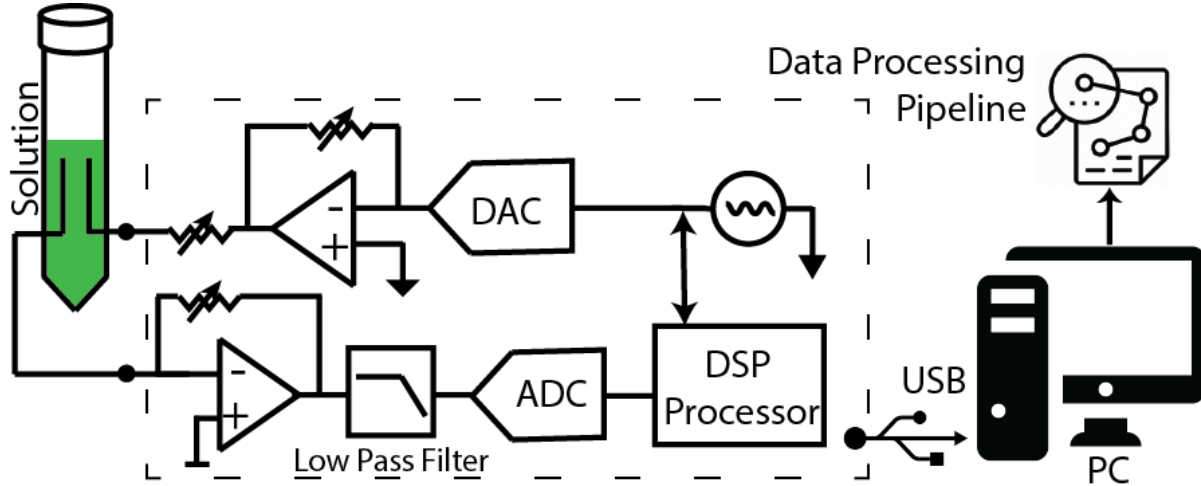 Solution
Data Processing
Pipeline
DAC
-
+
-
+
ADC
DSP
Processor
Low Pass Filter
USB
PC